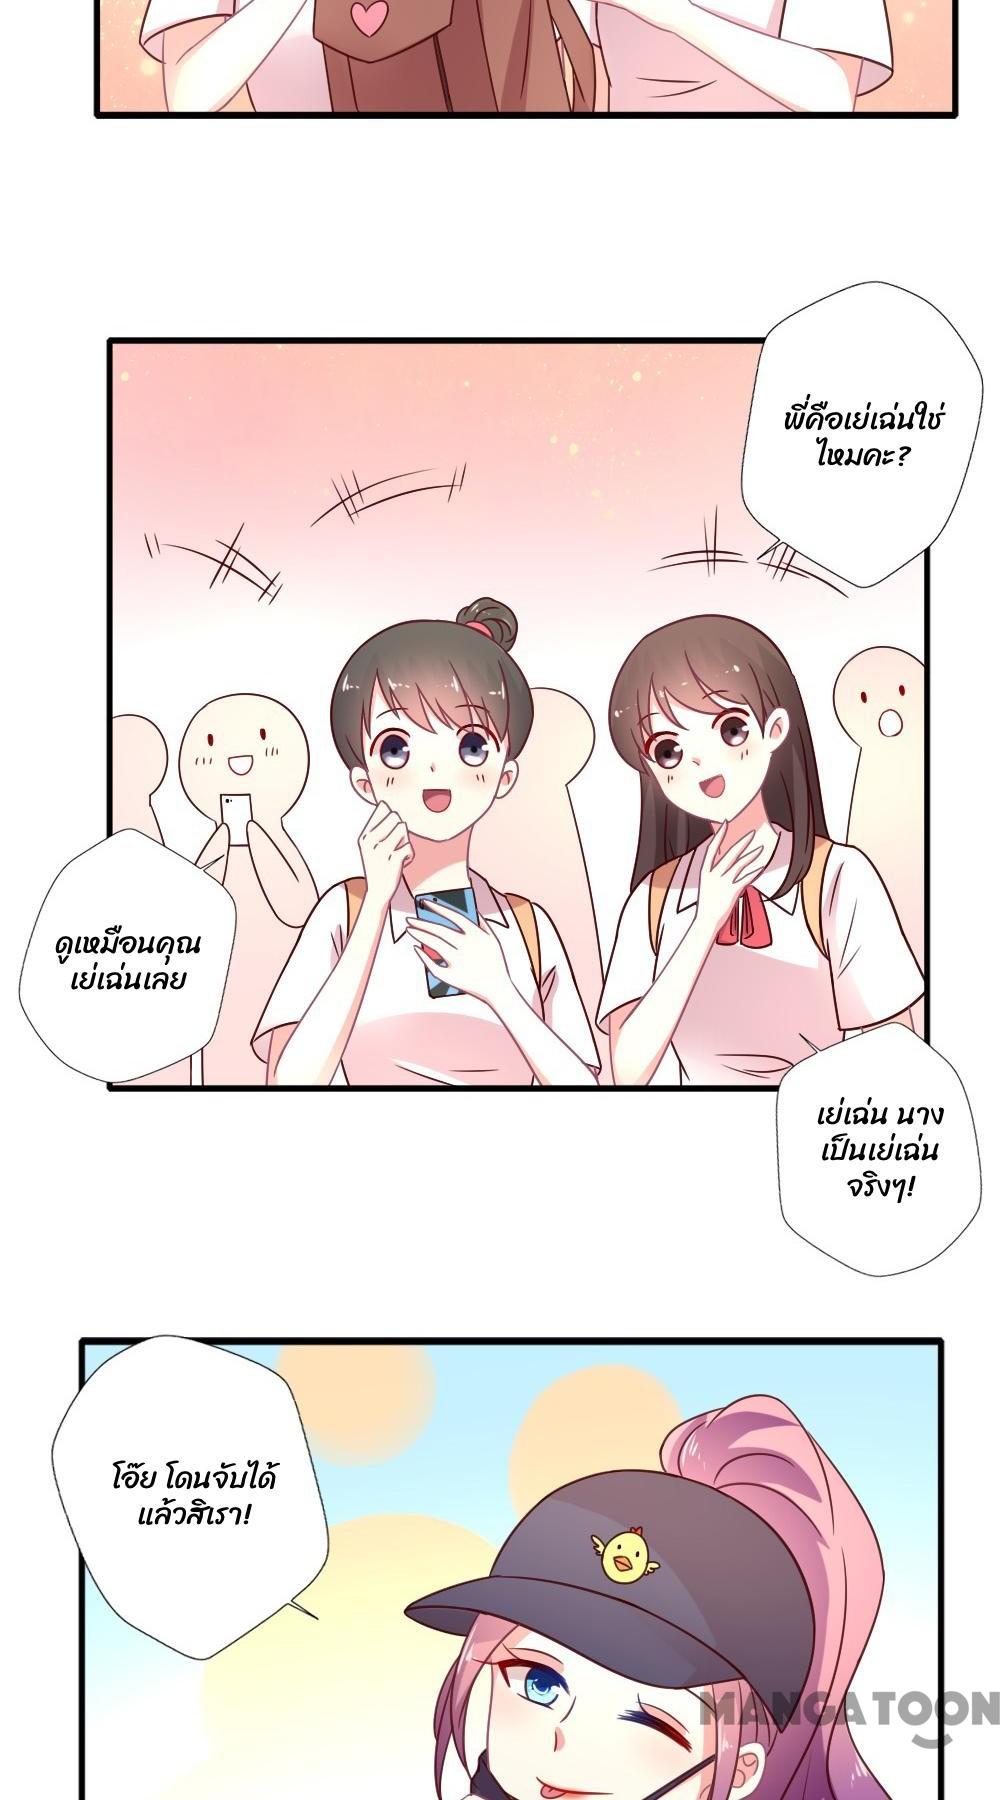 พี่คือเย่เฉ่นใช่
ไหมคะ?
ดูเหมือนคุณ
เย่เฉ่นเลย
เย่เฉ่น นาง
เป็นเย่เฉ่น
จริงๆ!
โอ๊ย โดนจับได้
แล้วสิเรา!
MANGATOON